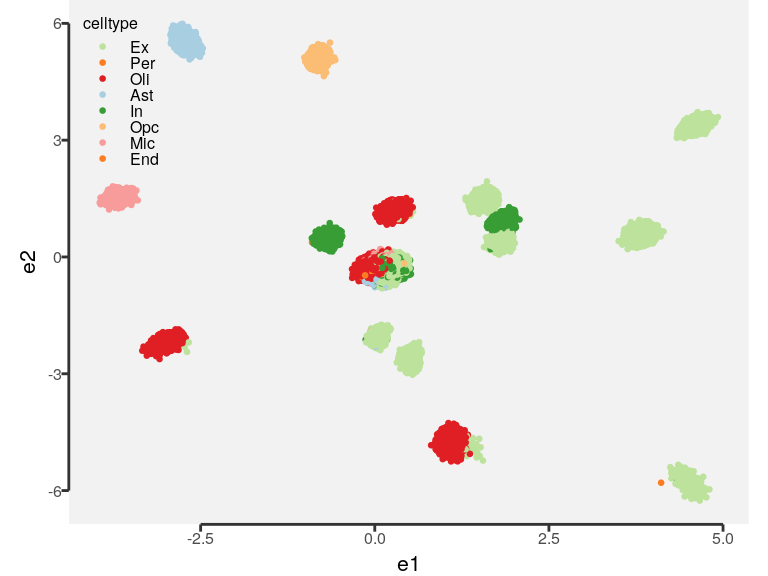 6
celltype
Ex
Per
Oli
Ast
In
Opc
Mic
End
3
0
-3
-6
e2
-2.5
0.0
2.5
5.0
e1